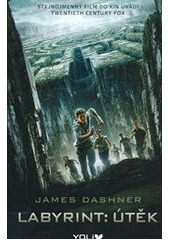 STEJNOJMENNÝ FILM DO KIN UVÁDÍ
TWENTIETH CENTURY FOX
JAMES DASHNER
LABYRINT: ÚTĚK
YOLi